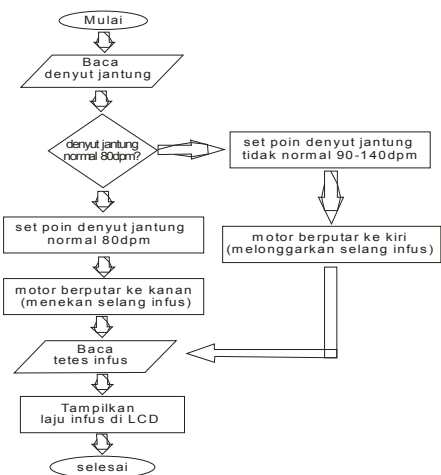 Mulai
Baca
denyut jantung
denyut jantung
normal 80dpm?
set poin denyut jantung
tidak normal 90-140dpm
set poin denyut jantung
normal 80dpm
motor berputar ke kiri
(melonggarkan selang infus)
motor berputar ke kanan
(menekan selang infus)
Baca
tetes infus
Tampilkan
laju infus di LCD
selesai